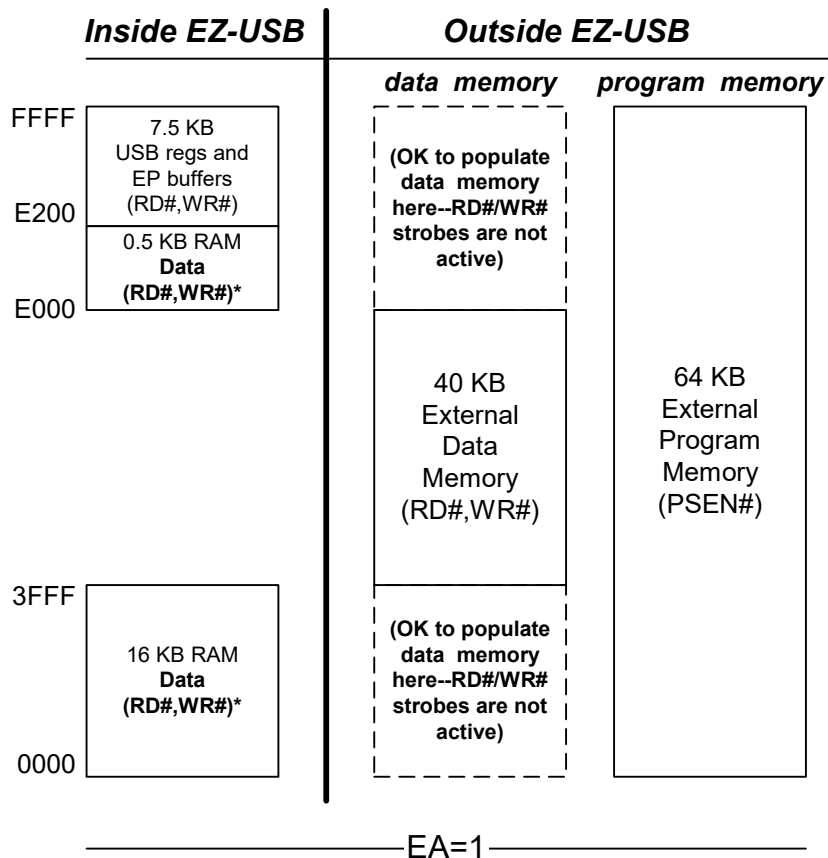 Inside EZ-USB
Outside EZ-USB
data memory
program memory
FFFF
7.5 KB
USB regs and
EP buffers
(RD#,WR#)
E200
0.5 KB RAM
Data
(RD#,WR#)*
E000
(OK to populate
data memory
here--RD#/WR#
strobes are not
active)
40 KB
External
Data
Memory
(RD#,WR#)
64 KB
External
Program
Memory
(PSEN#)
3FFF
16 KB RAM
Data
(RD#,WR#)*
0000
(OK to populate
data memory
here--RD#/WR#
strobes are not
active)
EA=1